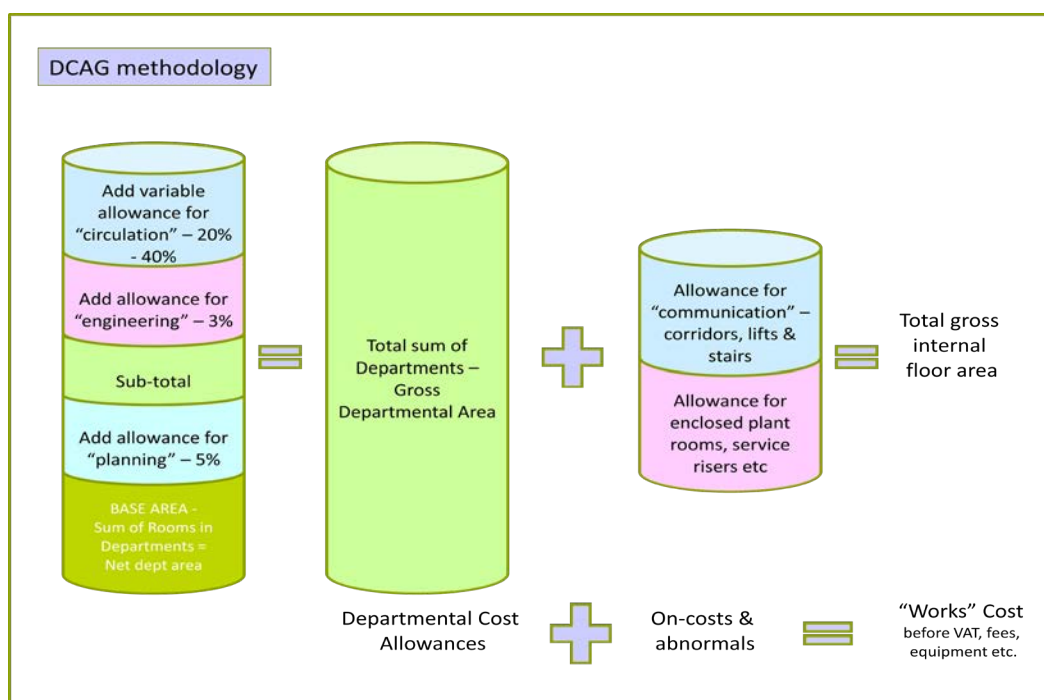 DCAG methodology
Add variable
allowance for
“circulation” – 20%
- 40%
Add allowance for
“engineering” – 3%
Sub-total
Add allowance for
“planning” – 5%
BASE AREA -
Sum of Rooms in
Departments =
Net dept area
Total sum of
Departments –
Gross
Departmental Area
Allowance for
“communication” –
corridors, lifts &
stairs
Allowance for
enclosed plant
rooms, service
risers etc
Total gross
internal
floor area
Departmental Cost
Allowances
On-costs &
abnormals
“Works” Cost
before VAT, fees,
equipment etc.